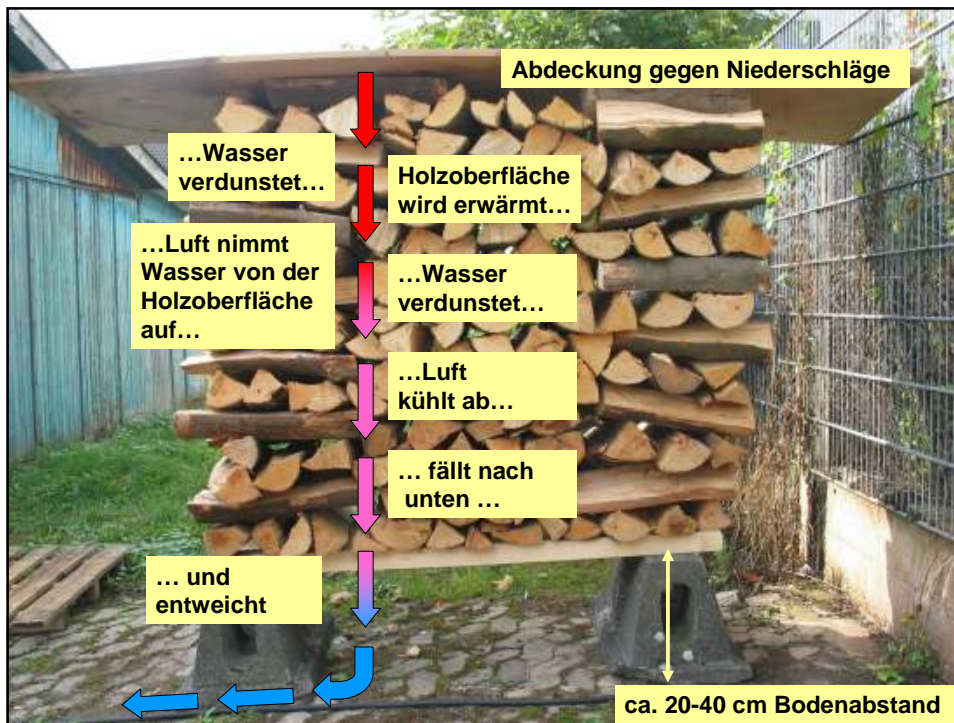 Abdeckung gegen Niederschläge
…Wasser
verdunstet…
Holzoberfläche
wird erwärmt…
…Luft nimmt
Wasser von der
Holzoberfläche
auf…
…Wasser
verdunstet…
…Luft
kühlt ab…
… fällt nach
unten …
… und
entweicht
ca. 20-40 cm Bodenabstand